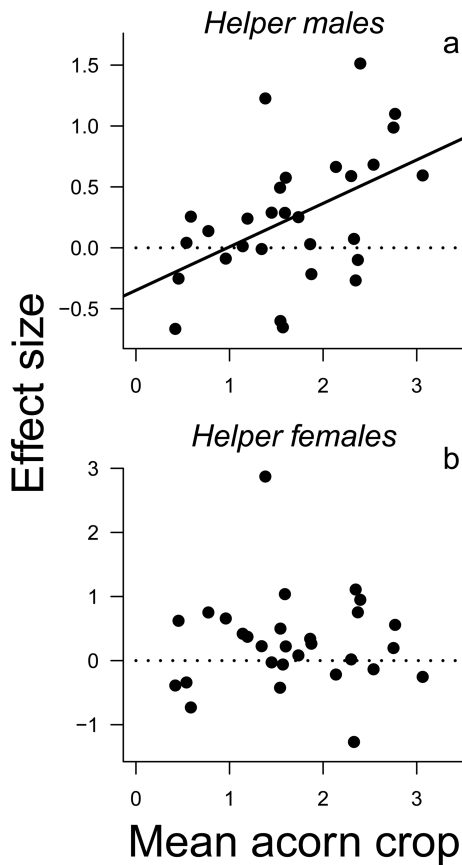 Helper males
a
1.5
1.0
0.5
0.0
−0.5
0 1 2 3
Effect size
Helper females
b
3
2
1
0
−1
0 1 2 3
Mean acorn crop